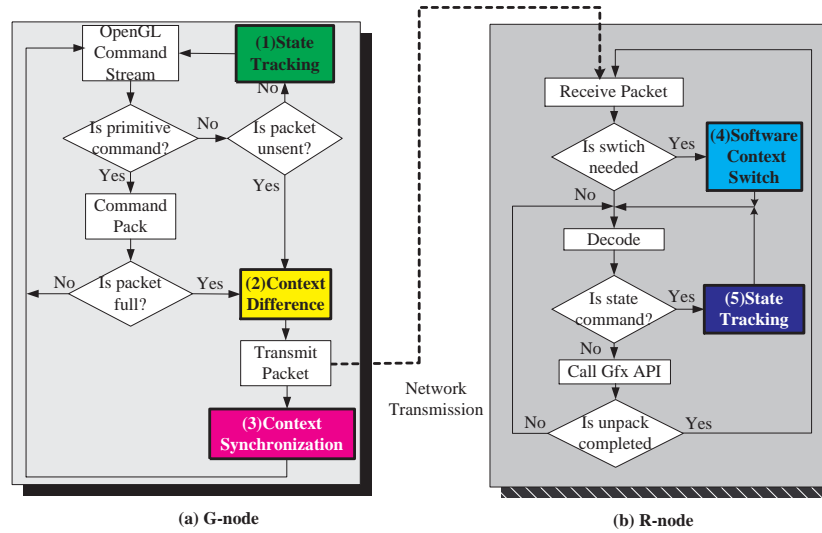 OpenGL
Command
Stream
(1)State
Tracking
No
Is primitive
command?
No
Is packet
unsent?
Yes
Yes
Command
Pack
No
Is packet
full?
Yes
(2)Context
Difference
Transmit
Packet
(3)Context
Synchronization
(a) G-node
Network
Transmission
Receive Packet
Is swtich
needed
Yes
(4)Software
Context
Switch
No
Decode
Is state
command?
Yes
(5)State
Tracking
No
Call Gfx API
No
Is unpack
completed
Yes
(b) R-node